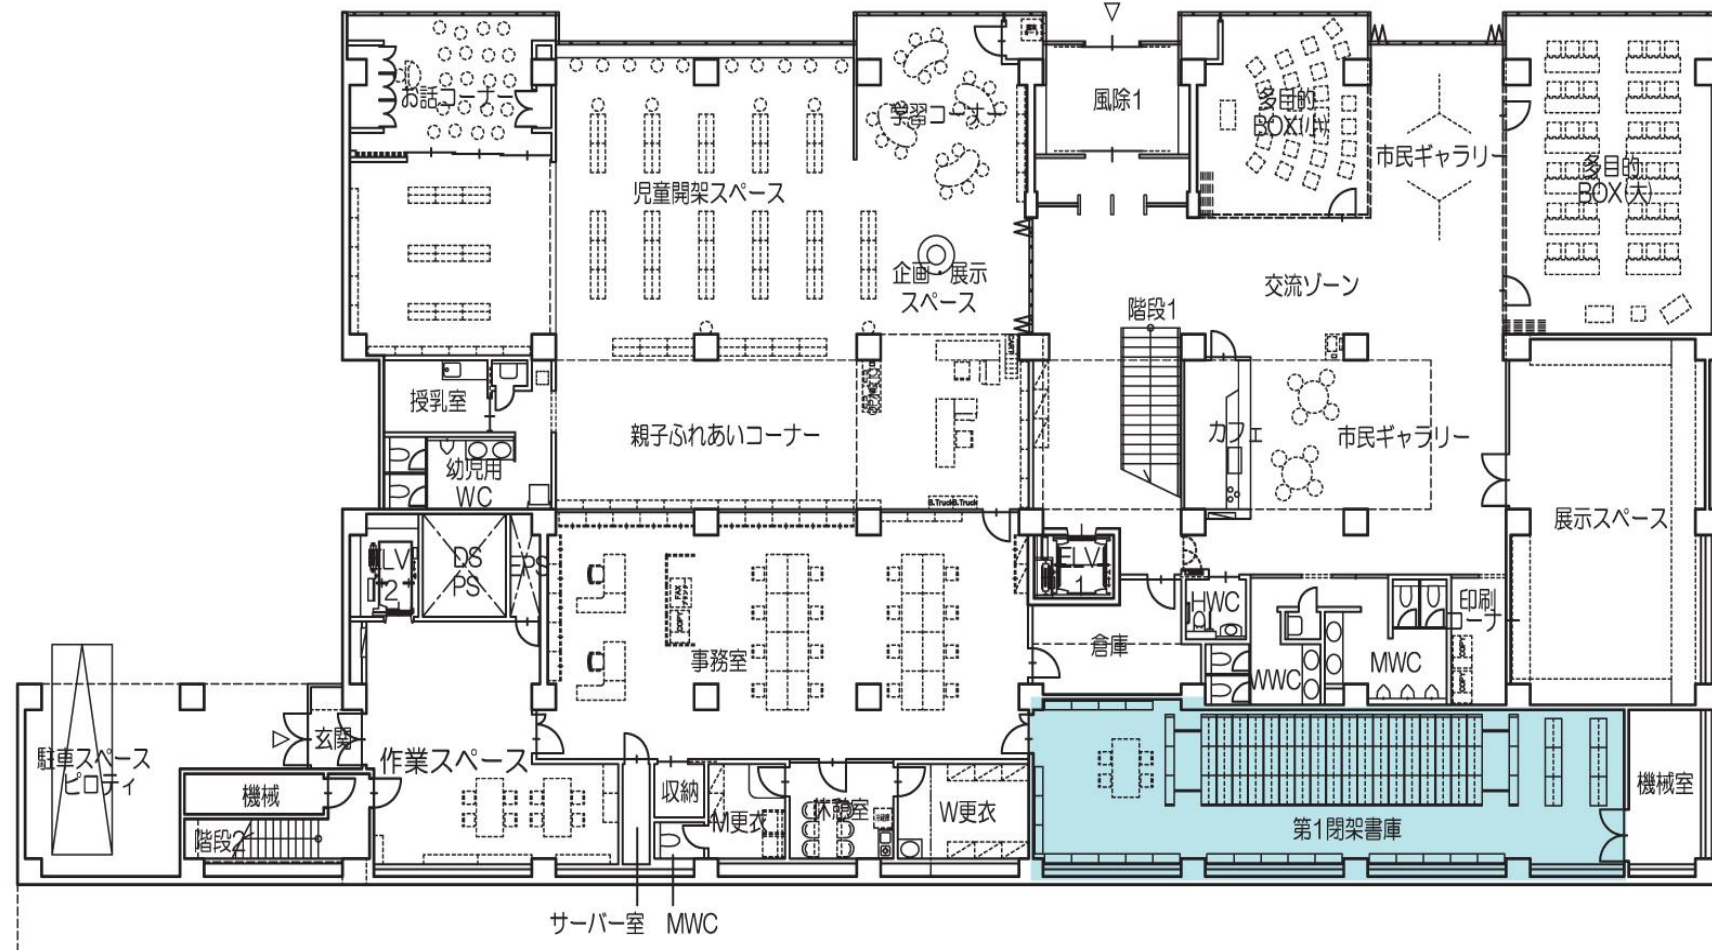 お話コーナー
学習コーナー
風除1
多目的
BOX(小)
市民ギャラリー
多目的
BOX(大)
児童開架スペース
企画・展示
スペース
交流ゾーン
階段1
授乳室
親子ふれあいコーナー
カフェ
市民ギャラリー
幼児用
WC
B.Truck
B.Truck
展示スペース
ELV
2
DS
PS
EPS
ELV
1
FAX
COPY
HWC
印刷
コーナー
倉庫
事務室
WWC
MWC
COPY
COPY
駐車スペース
ピロティ
玄関
作業スペース
機械
階段2
収納
M更衣
休憩室
W更衣
第1閉架書庫
機械室
サーバー室
MWC